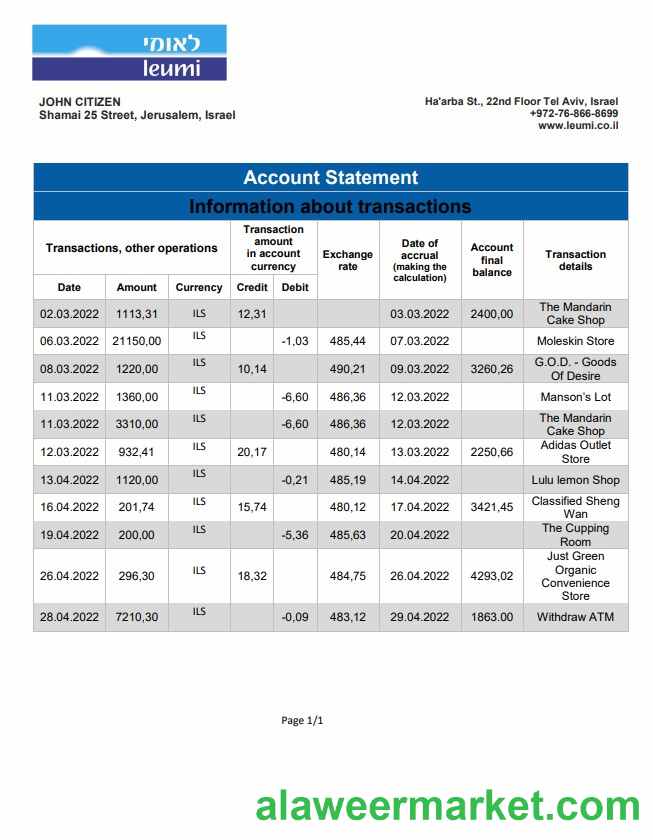 לאומי
leumi
JOHN CITIZEN
Shamai 25 Street, Jerusalem, Israel
Ha'arba St., 22nd Floor Tel Aviv, Israel
+972-76-866-8699
www.leumi.co.il
Account Statement
Information about transactions
Transactions, other operations
Transaction
amount
in account
currency
Exchange
rate
Date of
accrual
(making the
calculation)
Account
final
balance
Transaction
details
Date Amount Currency Credit Debit
02.03.2022 1113,31 ILS 12,31 03.03.2022 2400,00 The Mandarin
Cake Shop
06.03.2022 21150,00 ILS -1,03 485,44 07.03.2022 Moleskin Store
08.03.2022 1220,00 ILS 10,14 490,21 09.03.2022 3260,26 G.O.D. - Goods
Of Desire
11.03.2022 1360,00 ILS -6,60 486,36 12.03.2022 Manson's Lot
11.03.2022 3310,00 ILS -6,60 486,36 12.03.2022 The Mandarin
Cake Shop
12.03.2022 932,41 ILS 20,17 480,14 13.03.2022 2250,66 Adidas Outlet
Store
13.04.2022 1120,00 ILS -0,21 485,19 14.04.2022 Lulu lemon Shop
16.04.2022 201,74 ILS 15,74 480,12 17.04.2022 3421,45 Classified Sheng
Wan
19.04.2022 200,00 ILS -5,36 485,63 20.04.2022 The Cupping
Room
26.04.2022 296,30 ILS 18,32 484,75 26.04.2022 4293,02 Just Green
Organic
Convenience
Store
28.04.2022 7210,30 ILS -0,09 483,12 29.04.2022 1863.00 Withdraw ATM
Page 1/1
alaweermarket.com